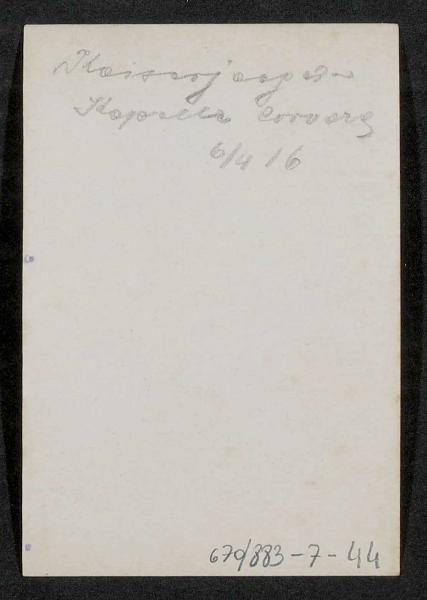 Kaiserjäger-
Kapelle Corvara
6/4 16
679/883-7-44